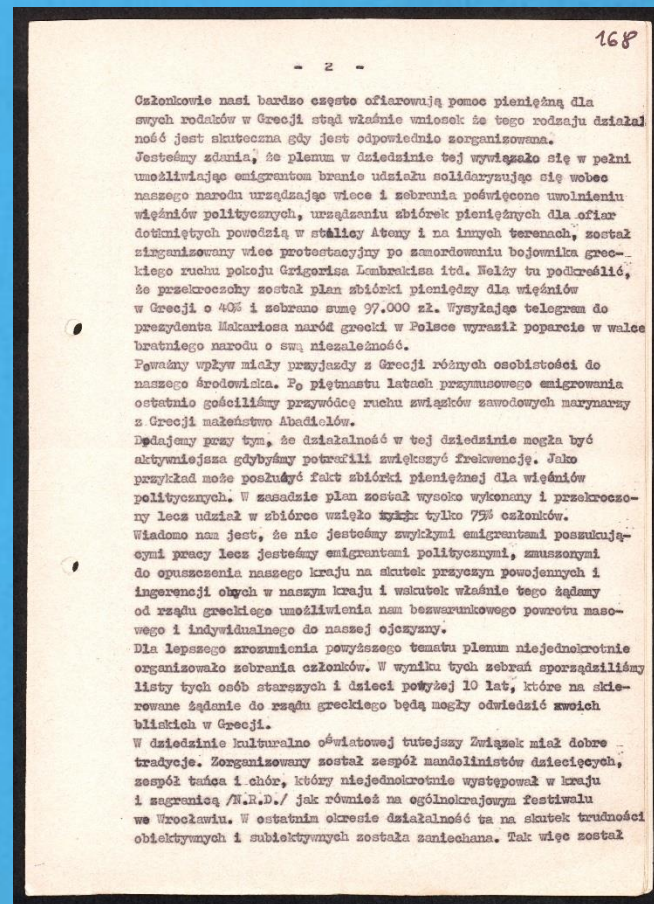 168
- 2 -
Członkowie nasi bardzo często ofiarowują pomoc pieniężną dla
swych rodaków w Grecji stąd właśnie wniosek że tego rodzaju działal
ność jest skuteczna gdy jest odpowiednio zorganizowana.
Jesteśmy zdania, że plenum w dziedzinie tej wywiązało się w pełni
umożliwiając emigrantom branie udziału solidaryzując się wobec
naszego narodu urządzając wiece i zebrania poświęcone uwolnieniu
więźniów politycznych, urządzaniu zbiórek pieniężnych dla ofiar
dotkniętych powodzią w stolicy Ateny i na innych terenach, został
zirganizowany wiec protestacyjny po zamordowaniu bojownika grec-
kiego ruchu pokoju Grigorisa Lambrakisa itd. Nelży tu podkreślić,
że przekroczony został plan zbiórki pieniędzy dla więźniów
w Grecji o 40% i zebrano sumę 97.000 zł. Wysyłając telegram do
prezydenta Makariosa naród grecki w Polsce wyraził poparcie w walce
bratniego narodu o swą niezależność.
Poważny wpływ miały przyjazdy z Grecji różnych osobistości do
naszego środowiska. Po piętnastu latach przymusowego emigrowania
ostatnio gościliśmy przywódcę ruchu związków zawodowych marynarzy
z Grecji małeństwo Abadielów.
Dodajemy przy tym, że działalność w tej dziedzinie mogła być
aktywniejsza gdybyśmy potrafili zwiększyć frekwencję. Jako
przykład może posłużyć fakt zbiórki pieniężnej dla więźniów
politycznych. W zasadzie plan został wysoko wykonany i przekroczo-
ny lecz udział w zbiórce wzięło tylko 75% członków.
Wiadomo nam jest, że nie jesteśmy zwykłymi emigrantami poszukują-
cymi pracy lecz jesteśmy emigrantami politycznymi, zmuszonymi
do opuszczenia naszego kraju na skutek przyczyn powojennych i
ingerencji obcych w naszym kraju i wskutek właśnie tego żądamy
od rządu greckiego umożliwienia nam bezwarunkowego powrotu maso-
wego i indywidualnego do naszej ojczyzny.
Dla lepszego zrozumienia powyższego tematu plenum niejednokrotnie
organizowało zebrania członków. W wyniku tych zebrań sporządziliśmy
listy tych osób starszych i dzieci powyżej 10 lat, które na skie-
rowane żądanie do rządu greckiego będą mogły odwiedzić swoich
bliskich w Grecji.
W dziedzinie kulturalno oświatowej tutejszy Związek miał dobre
tradycje. Zorganizowany został zespół mandolinistów dziecięcych,
zespół tańca i chór, który niejednokrotnie występował w kraju
i zagranicą /N.R.D./ jak również na ogólnokrajowym festiwalu
we Wrocławiu. W ostatnim okresie działalność ta na skutek trudności
obiektywnych i subiektywnych została zaniechana. Tak więc został